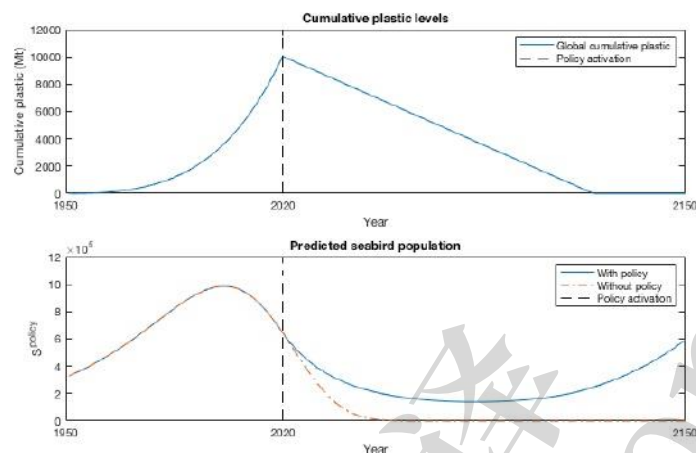 Cumulative plastic levels
12000
10000
8000
6000
4000
2000
0
Cumulative plastic (Mt)
Global cumulative plastic
Policy activation
1950
2020
2150
Year
Predicted seabird population
12
10
8
6
4
2
0
With policy
Without policy
Policy activation
1950
2020
2150
Year